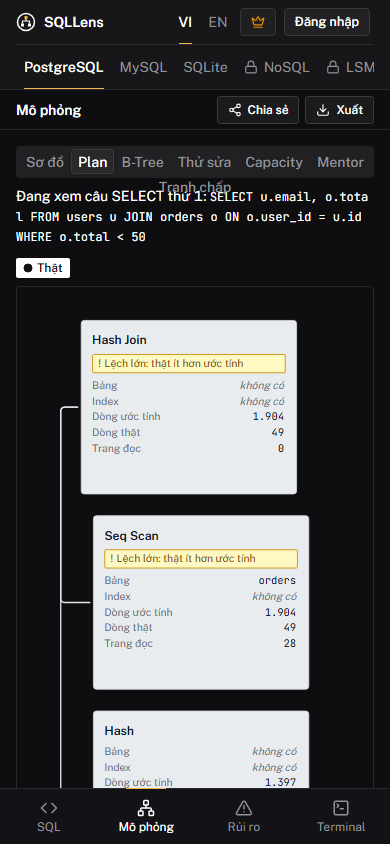 SQLLens VI EN Đăng nhập
PostgreSQL MySQL SQLite NoSQL LSM
Mô phỏng Chia sẻ Xuất
Sơ đồ Plan B-Tree Thử sửa Capacity Mentor
Tranh chấp
Đang xem câu SELECT thứ 1: SELECT u.email, o.tota
l FROM users u JOIN orders o ON o.user_id = u.id
WHERE o.total < 50
Thật
Hash Join
! Lệch lớn: thật ít hơn ước tính
Bảng không có
Index không có
Dòng ước tính 1.904
Dòng thật 49
Trang đọc 0
Seq Scan
! Lệch lớn: thật ít hơn ước tính
Bảng orders
Index không có
Dòng ước tính 1.904
Dòng thật 49
Trang đọc 28
Hash
Bảng không có
Index không có
Dòng ước tính 1.397
SQL Mô phỏng Rủi ro Terminal